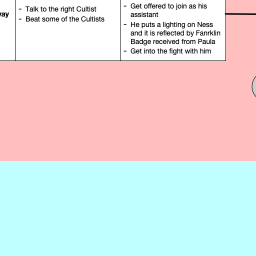 way
- Talk to the right Cultist
- Beat some of the Cultists
- Get offered to join as his
assistant
- He puts a lighting on Ness
and it is reflected by Fanrklin
Badge received from Paula
- Get into the fight with him